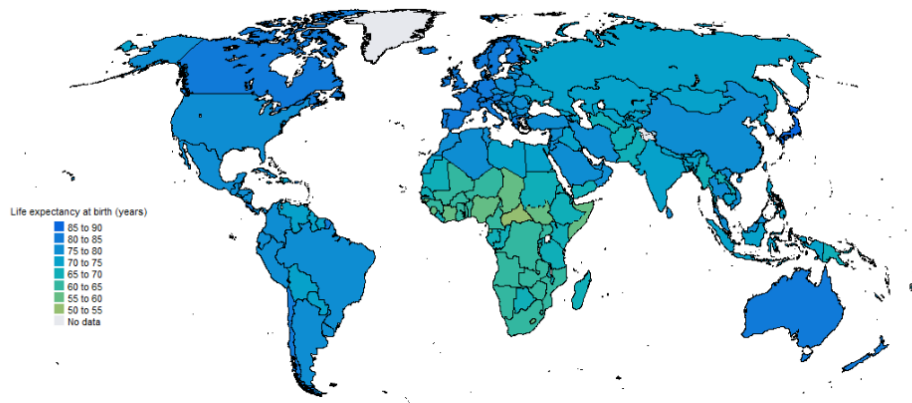 Life expectancy at birth (years)
85 to 90
80 to 85
75 to 80
70 to 75
65 to 70
60 to 65
55 to 60
50 to 55
No data